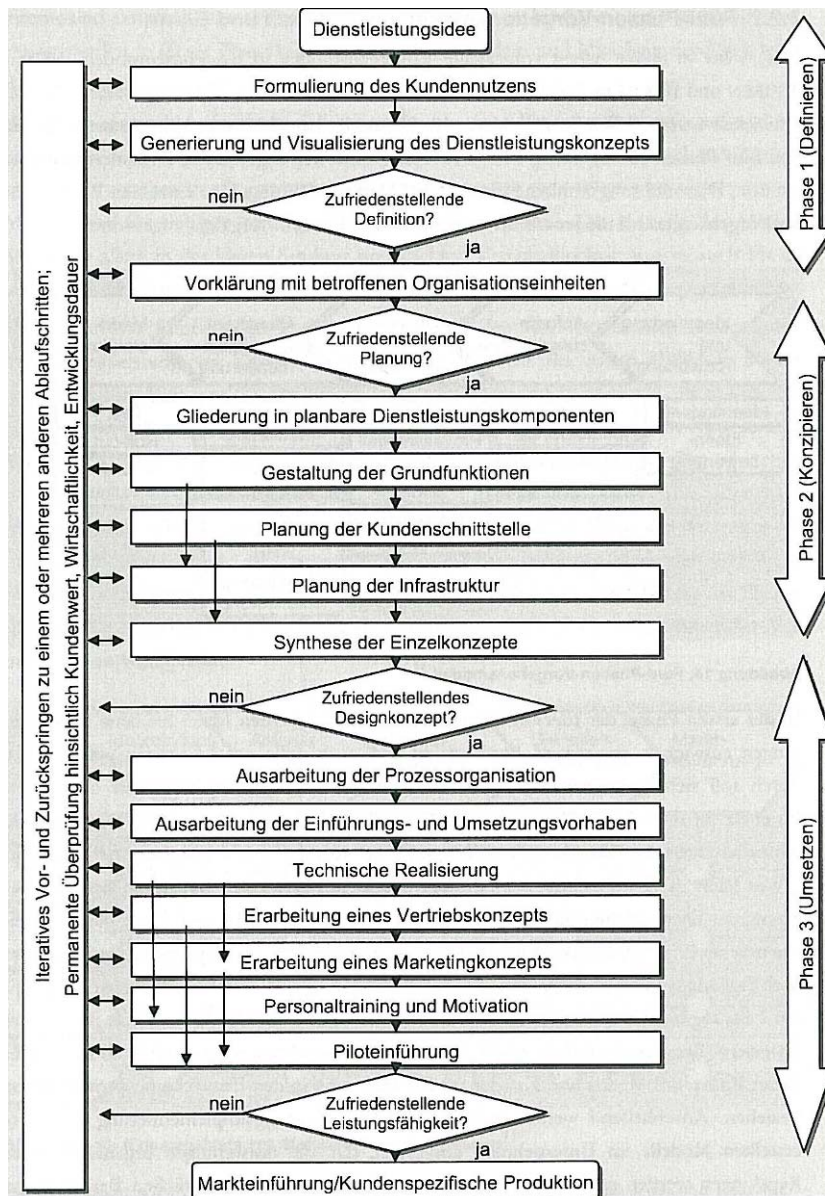 Dienstleistungsidee
Formulierung des Kundennutzens
Generierung und Visualisierung des Dienstleistungskonzepts
nein
Zufriedenstellende
Definition?
ja
Vorklärung mit betroffenen Organisationseinheiten
nein
Zufriedenstellende
Planung?
ja
Gliederung in planbare Dienstleistungskomponenten
Gestaltung der Grundfunktionen
Planung der Kundenschnittstelle
Planung der Infrastruktur
Synthese der Einzelkonzepte
nein
Zufriedenstellendes
Designkonzept?
ja
Ausarbeitung der Prozessorganisation
Ausarbeitung der Einführungs- und Umsetzungsvorhaben
Technische Realisierung
Erarbeitung eines Vertriebskonzepts
Erarbeitung eines Marketingkonzepts
Personaltraining und Motivation
Piloteinführung
nein
Zufriedenstellende
Leistungsfähigkeit?
ja
Markteinführung/Kundenspezifische Produktion
Iteratives Vor- und Zurückspringen zu einem oder mehreren anderen Ablaufschritten;
Permanente Überprüfung hinsichtlich Kundenwert, Wirtschaftlichkeit, Entwicklungsdauer
Phase 1 (Definieren)
Phase 2 (Konzipieren)
Phase 3 (Umsetzen)